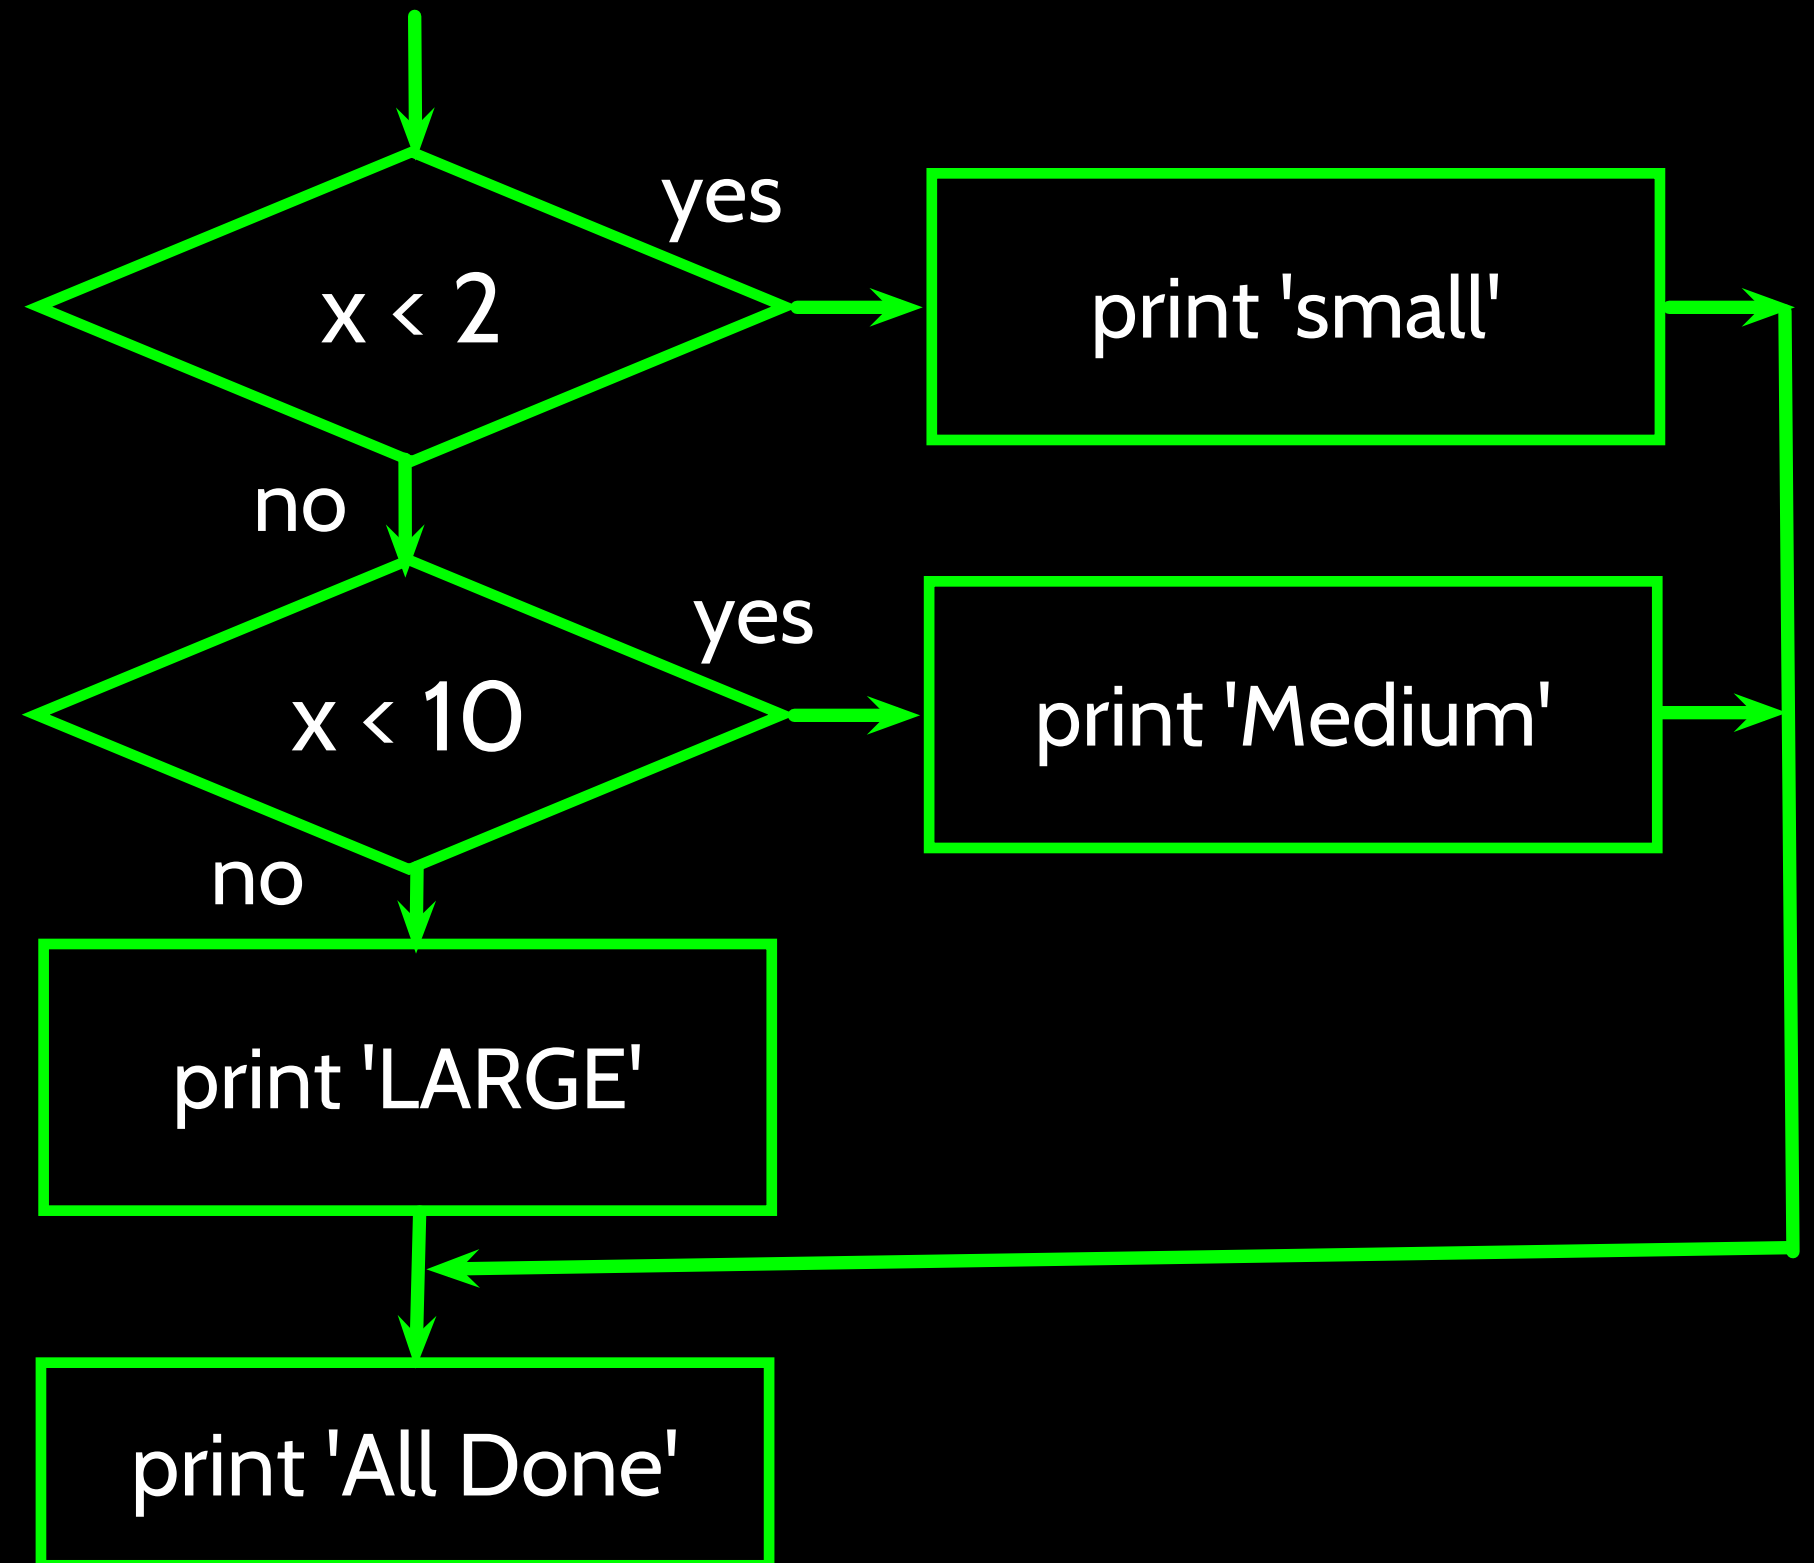 yes
x < 2
print 'small'
no
yes
x < 10
print 'Medium'
no
print 'LARGE'
print 'All Done'